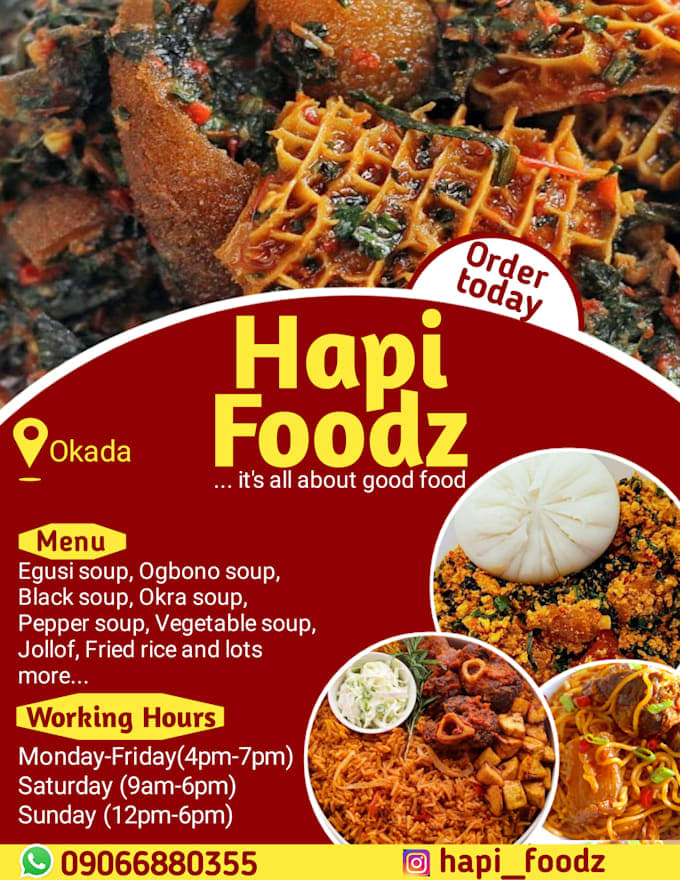 Order
today
Hapi
Foodz
... it's all about good food
Okada
Menu
Egusi soup, Ogbono soup,
Black soup, Okra soup,
Pepper soup, Vegetable soup,
Jollof, Fried rice and lots
more...
Working Hours
Monday-Friday(4pm-7pm)
Saturday (9am-6pm)
Sunday (12pm-6pm)
09066880355
hapi_foodz